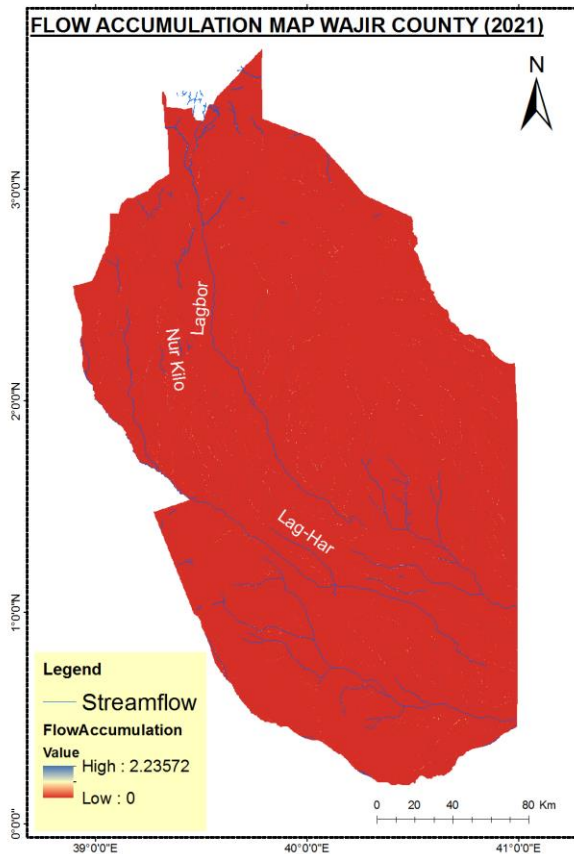 FLOW ACCUMULATION MAP WAJIR COUNTY (2021)
N
3°0'0"N
Lagbor
Nur Kilo
2°0'0"N
Lag-Har
1°0'0"N
Legend
Streamflow
FlowAccumulation
Value
High : 2.23572
Low : 0
0 20 40 80 Km
0°0'0"
39°0'0"E 40°0'0"E 41°0'0"E